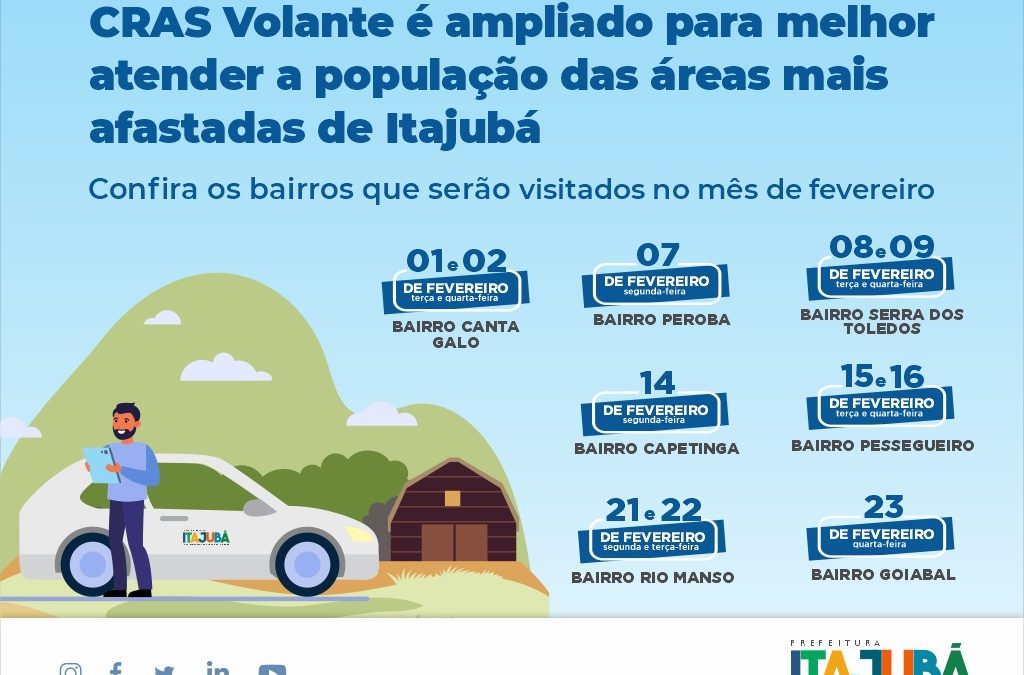 CRAS Volante é ampliado para melhor
atender a população das áreas mais
afastadas de Itajubá
Confira os bairros que serão visitados no mês de fevereiro
01 e 02
DE FEVEREIRO
terça e quarta-feira
BAIRRO CANTA
GALO
07
DE FEVEREIRO
segunda-feira
BAIRRO PEROBA
08 e 09
DE FEVEREIRO
terça e quarta-feira
BAIRRO SERRA DOS
TOLEDOS
14
DE FEVEREIRO
segunda-feira
BAIRRO CAPETINGA
15 e 16
DE FEVEREIRO
terça e quarta-feira
BAIRRO PESSEGUEIRO
21 e 22
DE FEVEREIRO
segunda e terça-feira
BAIRRO RIO MANSO
23
DE FEVEREIRO
quarta-feira
BAIRRO GOIABAL
ITAJUBÁ
PREFEITURA
ITAJUBÁ